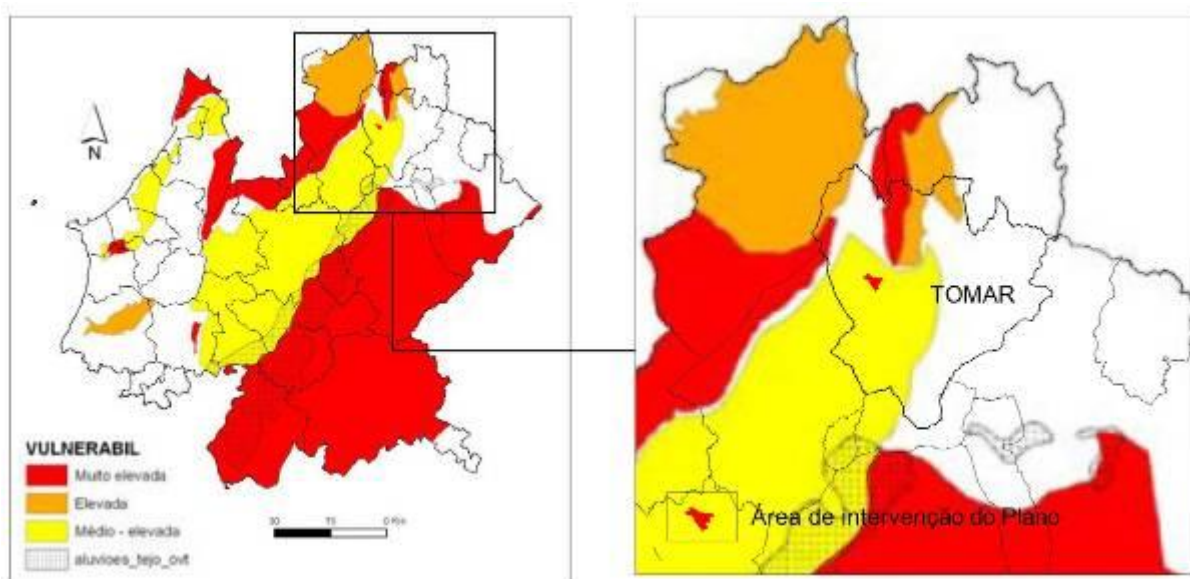 N
VULNERABIL
Muito elevada
Elevada
Médio - elevada
aluvioes_tejo_ovt
TOMAR
Área de intervenção do Plano